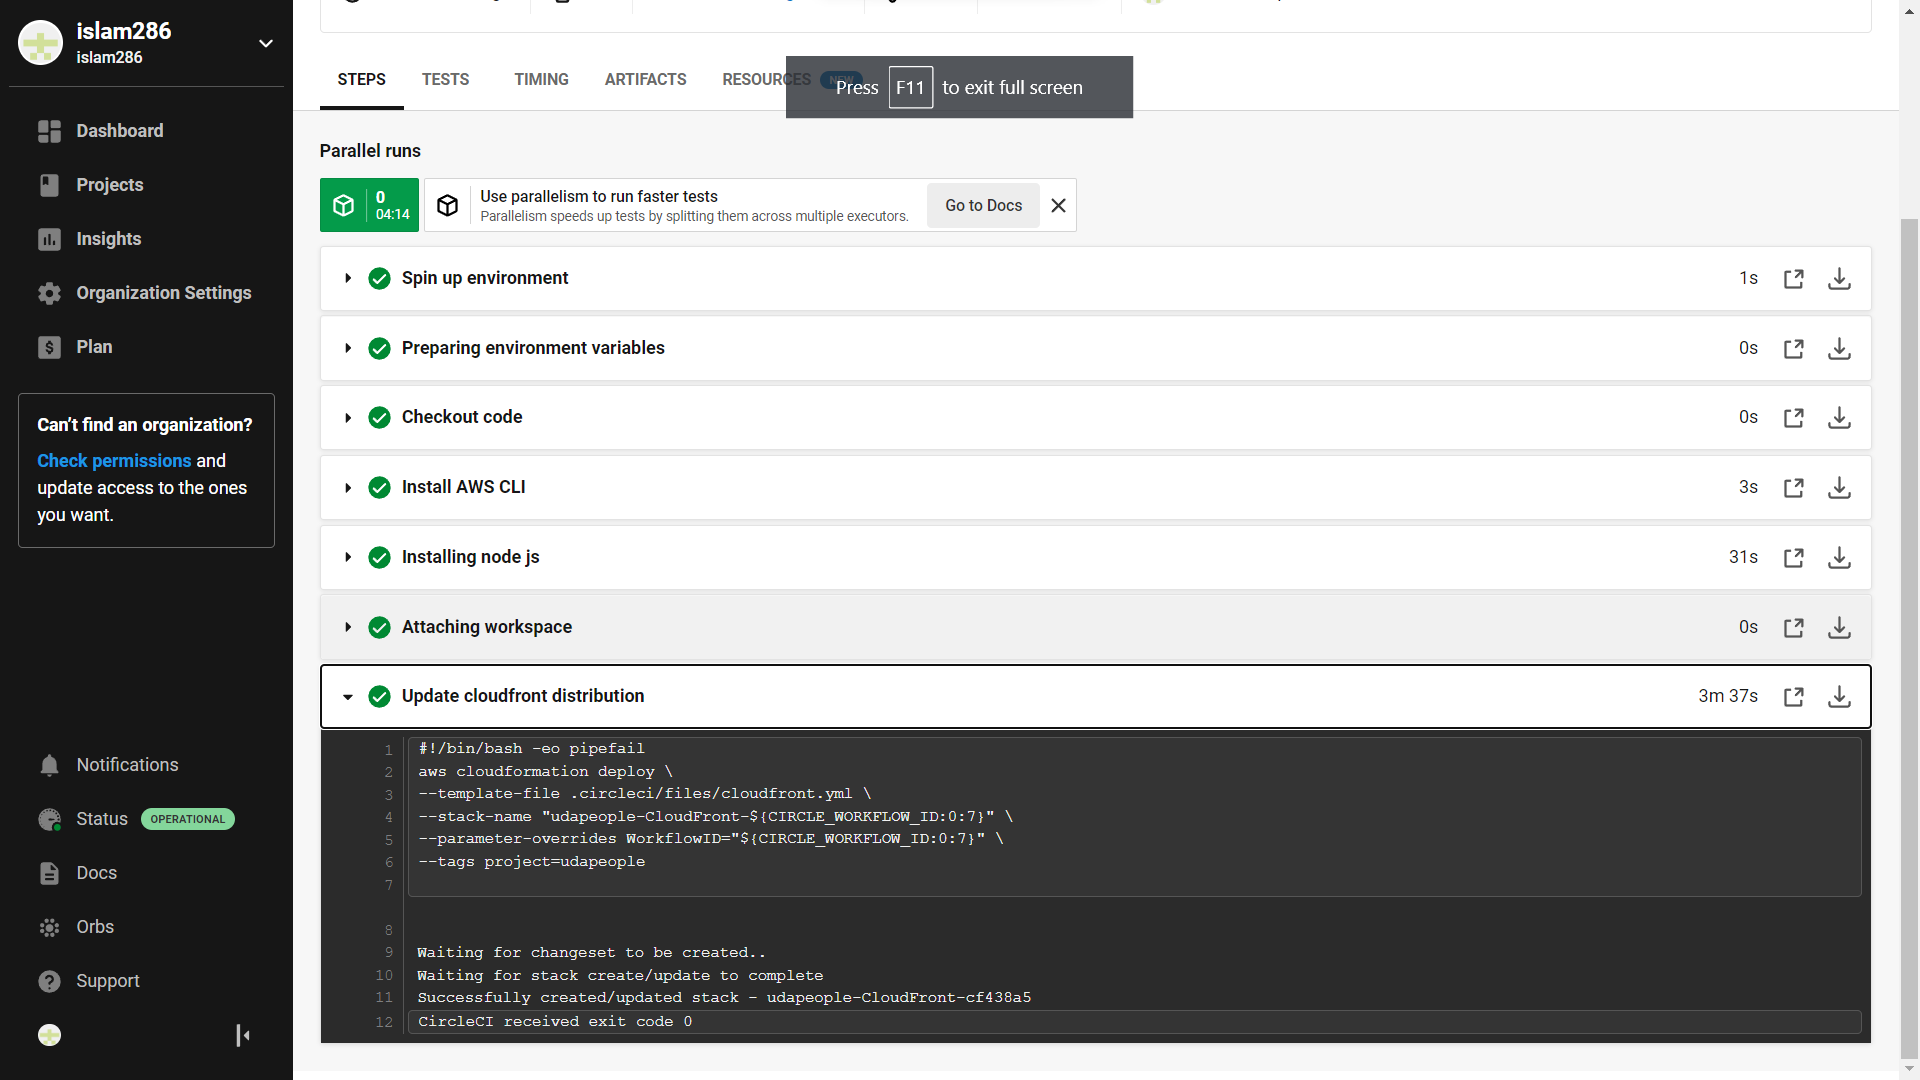 islam286
islam286
Dashboard
Projects
Insights
Organization Settings
Plan
Can't find an organization?
Check permissions and
update access to the ones
you want.
Notifications
Status OPERATIONAL
Docs
Orbs
Support
STEPS TESTS TIMING ARTIFACTS RESOURCES NEW
Press F11 to exit full screen
Parallel runs
0
04:14
Use parallelism to run faster tests
Parallelism speeds up tests by splitting them across multiple executors.
Go to Docs
Spin up environment 1s
Preparing environment variables 0s
Checkout code 0s
Install AWS CLI 3s
Installing node js 31s
Attaching workspace 0s
Update cloudfront distribution 3m 37s
1 #!/bin/bash -eo pipefail
2 aws cloudformation deploy \
3 --template-file .circleci/files/cloudfront.yml \
4 --stack-name "udapeople-CloudFront-${CIRCLE_WORKFLOW_ID:0:7}" \
5 --parameter-overrides WorkflowID="${CIRCLE_WORKFLOW_ID:0:7}" \
6 --tags project=udapeople
7
8
9 Waiting for changeset to be created..
10 Waiting for stack create/update to complete
11 Successfully created/updated stack - udapeople-CloudFront-cf438a5
12 CircleCI received exit code 0